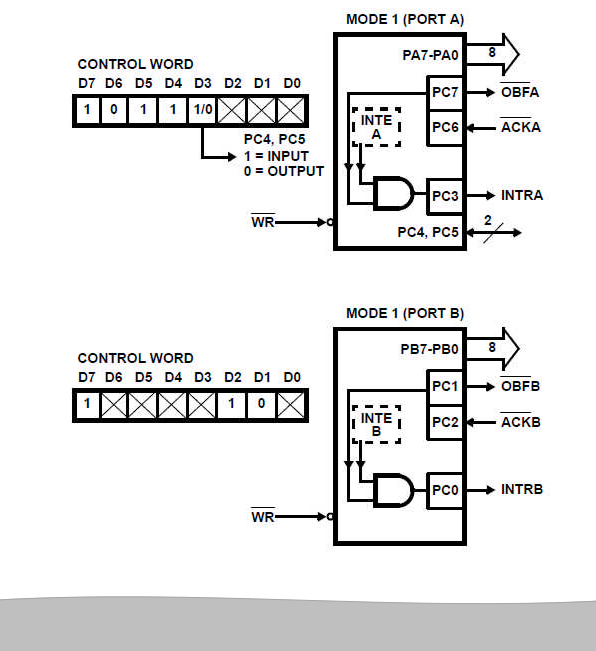 MODE 1 (PORT A)
CONTROL WORD
D7 D6 D5 D4 D3 D2 D1 D0
1 0 1 1 1/0
PC4, PC5
1 = INPUT
0 = OUTPUT
WR
PA7-PA0
8
PC7
OBFA
INTE
A
PC6
ACKA
PC3
INTRA
PC4, PC5
2
MODE 1 (PORT B)
CONTROL WORD
D7 D6 D5 D4 D3 D2 D1 D0
1 1 0
WR
PB7-PB0
8
PC1
OBFB
INTE
B
PC2
ACKB
PC0
INTRB